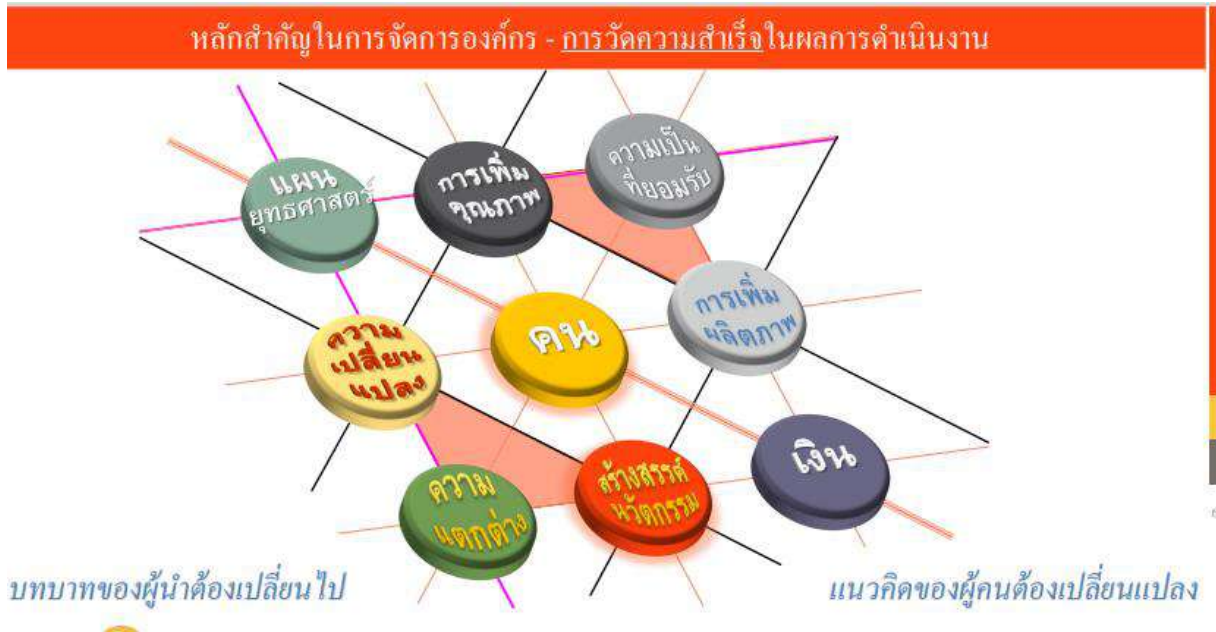 หลักสำคัญในการจัดการองค์กร - การวัดความสำเร็จในผลการดำเนินงาน
แผน
ยุทธศาสตร์
การเพิ่ม
คุณภาพ
ความเป็น
ที่ยอมรับ
ความ
เปลี่ยน
แปลง
คน
การเพิ่ม
ผลิตภาพ
ความ
แตกต่าง
สร้างสรรค์
นวัตกรรม
เงิน
บทบาทของผู้นำต้องเปลี่ยนไป
แนวคิดของผู้คนต้องเปลี่ยนแปลง